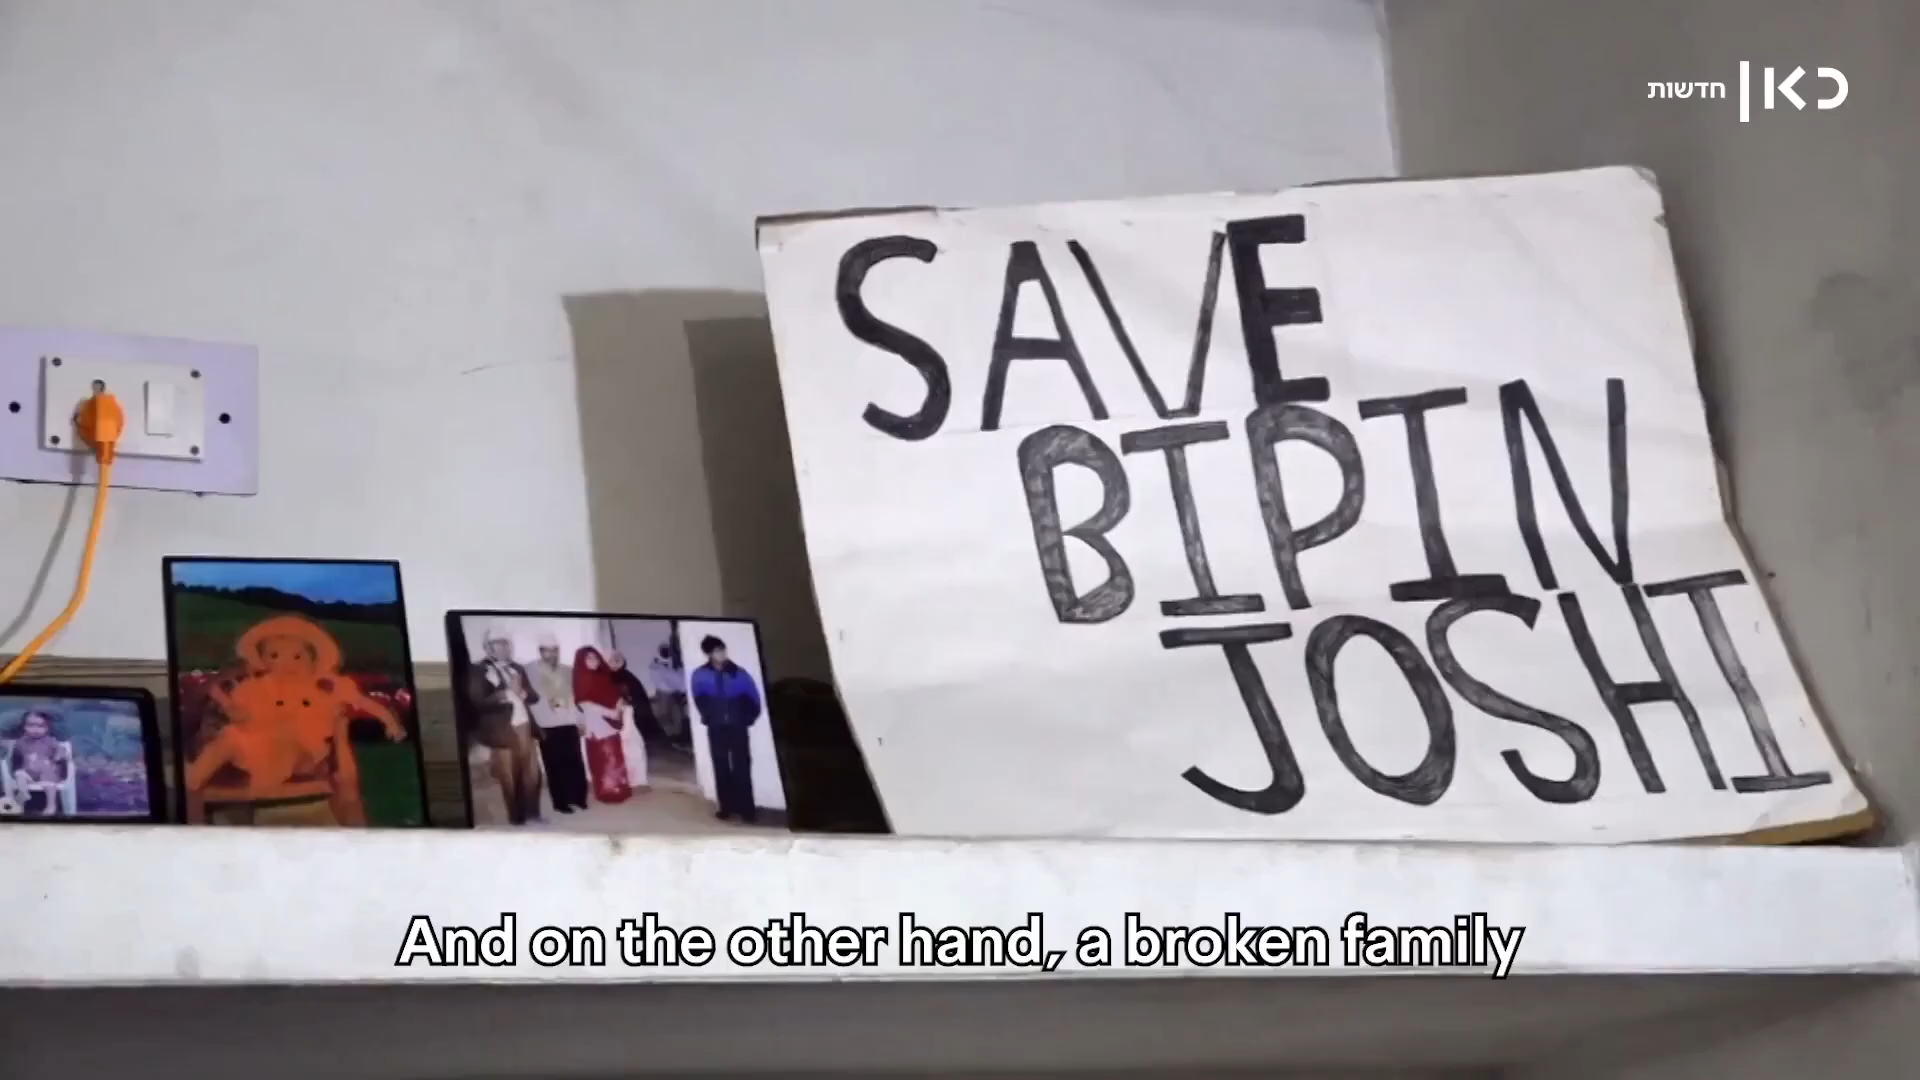 כאן | חדשות
SAVE
BIPIN
JOSHI
And on the other hand, a broken family